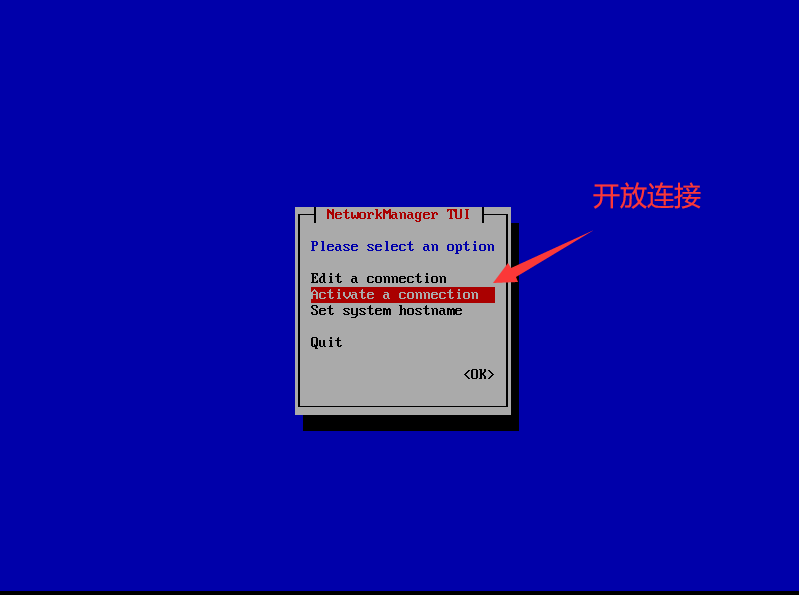 开放连接
NetworkManager TUI
Please select an option
Edit a connection
Activate a connection
Set system hostname
Quit
<OK>